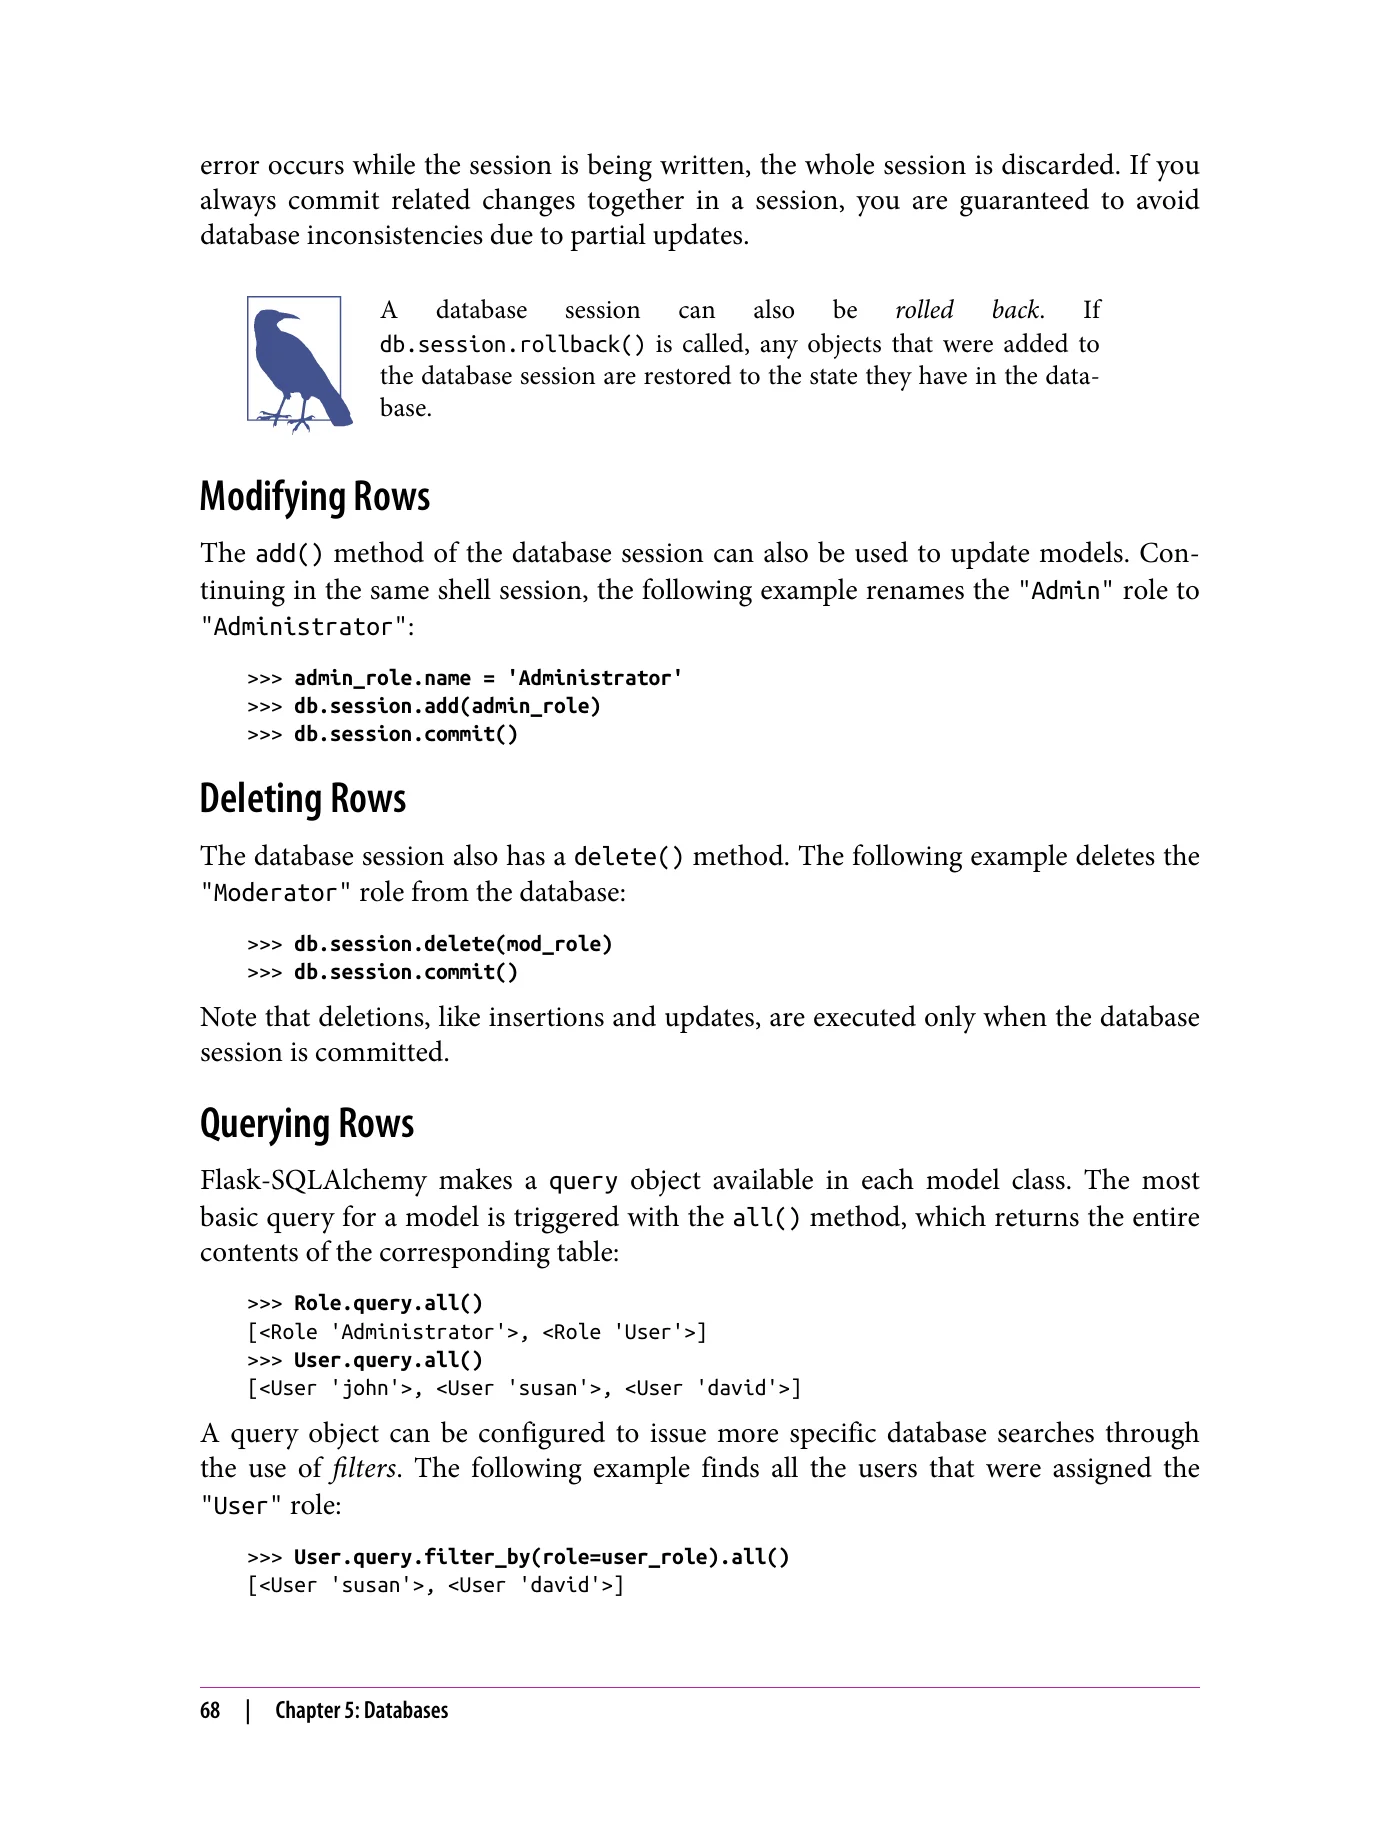 error occurs while the session is being written, the whole session is discarded. If you
always commit related changes together in a session, you are guaranteed to avoid
database inconsistencies due to partial updates.
A database session can also be rolled back. If
db.session.rollback() is called, any objects that were added to
the database session are restored to the state they have in the data-
base.
Modifying Rows
The add() method of the database session can also be used to update models. Con-
tinuing in the same shell session, the following example renames the "Admin" role to
"Administrator":
>>> admin_role.name = 'Administrator'
>>> db.session.add(admin_role)
>>> db.session.commit()
Deleting Rows
The database session also has a delete() method. The following example deletes the
"Moderator" role from the database:
>>> db.session.delete(mod_role)
>>> db.session.commit()
Note that deletions, like insertions and updates, are executed only when the database
session is committed.
Querying Rows
Flask-SQLAlchemy makes a query object available in each model class. The most
basic query for a model is triggered with the all() method, which returns the entire
contents of the corresponding table:
>>> Role.query.all()
[<Role 'Administrator'>, <Role 'User'>]
>>> User.query.all()
[<User 'john'>, <User 'susan'>, <User 'david'>]
A query object can be configured to issue more specific database searches through
the use of filters. The following example finds all the users that were assigned the
"User" role:
>>> User.query.filter_by(role=user_role).all()
[<User 'susan'>, <User 'david'>]
68 | Chapter 5: Databases